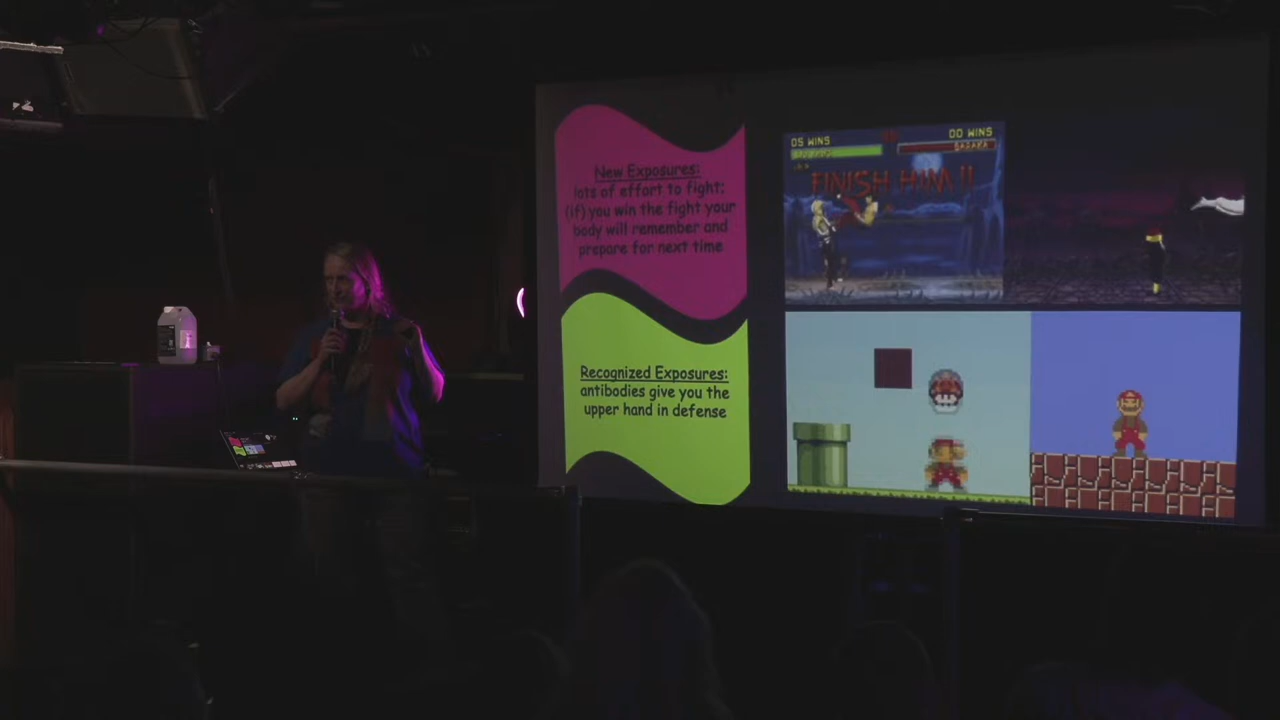 New Exposures:
lots of effort to fight;
(if) you win the fight your
body will remember and
prepare for next time
Recognized Exposures:
antibodies give you the
upper hand in defense
05 WINS
00 WINS
FINISH HIM!!